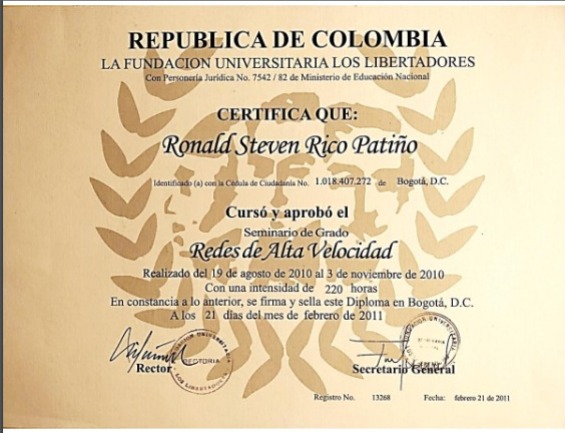 REPUBLICA DE COLOMBIA
LA FUNDACION UNIVERSITARIA LOS LIBERTADORES
Con Personería Jurídica No. 7542 / 82 de Ministerio de Educación Nacional
CERTIFICA QUE:
Ronald Steven Rico Patiño
Identificado (a) con la Cédula de Ciudadanía No. 1.018.407.272 de Bogotá, D.C.
Cursó y aprobó el
Seminario de Grado
Redes de Alta Velocidad
Realizado del 19 de agosto de 2010 al 3 de noviembre de 2010
Con una intensidad de 220 horas
En constancia a lo anterior, se firma y sella este Diploma en Bogotá, D.C.
A los 21 días del mes de febrero de 2011
RECTORIA
Rector
Secretario General
Registro No. 13268 Fecha: febrero 21 de 2011